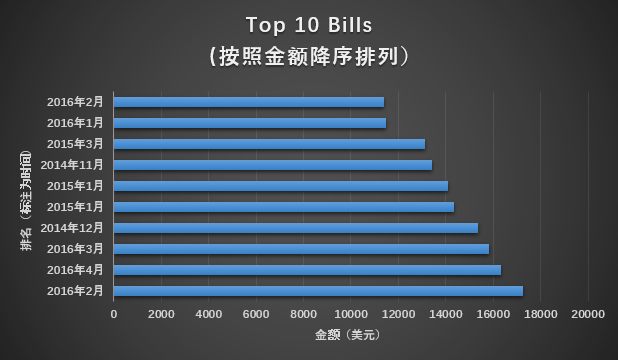 Top 10 Bills
(按照金额降序排列）
2016年2月
2016年1月
2015年3月
2014年11月
2015年1月
2015年1月
2014年12月
2016年3月
2016年4月
2016年2月
排名（标注为时间）
0 2000 4000 6000 8000 10000 12000 14000 16000 18000 20000
金额（美元）